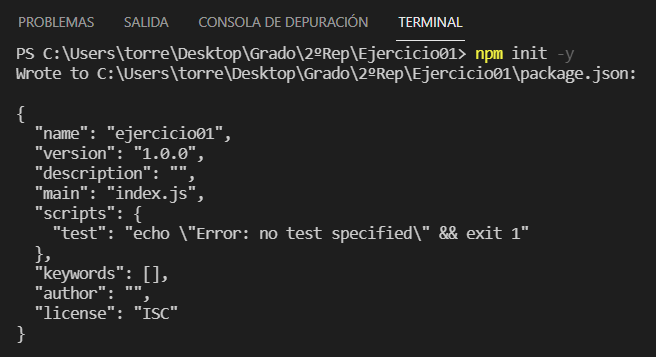 PROBLEMAS SALIDA CONSOLA DE DEPURACIÓN TERMINAL
PS C:\Users\torre\Desktop\Grado\2ºRep\Ejercicio01> npm init -y
Wrote to C:\Users\torre\Desktop\Grado\2ºRep\Ejercicio01\package.json:
{
  "name": "ejercicio01",
  "version": "1.0.0",
  "description": "",
  "main": "index.js",
  "scripts": {
    "test": "echo \"Error: no test specified\" && exit 1"
  },
  "keywords": [],
  "author": "",
  "license": "ISC"
}